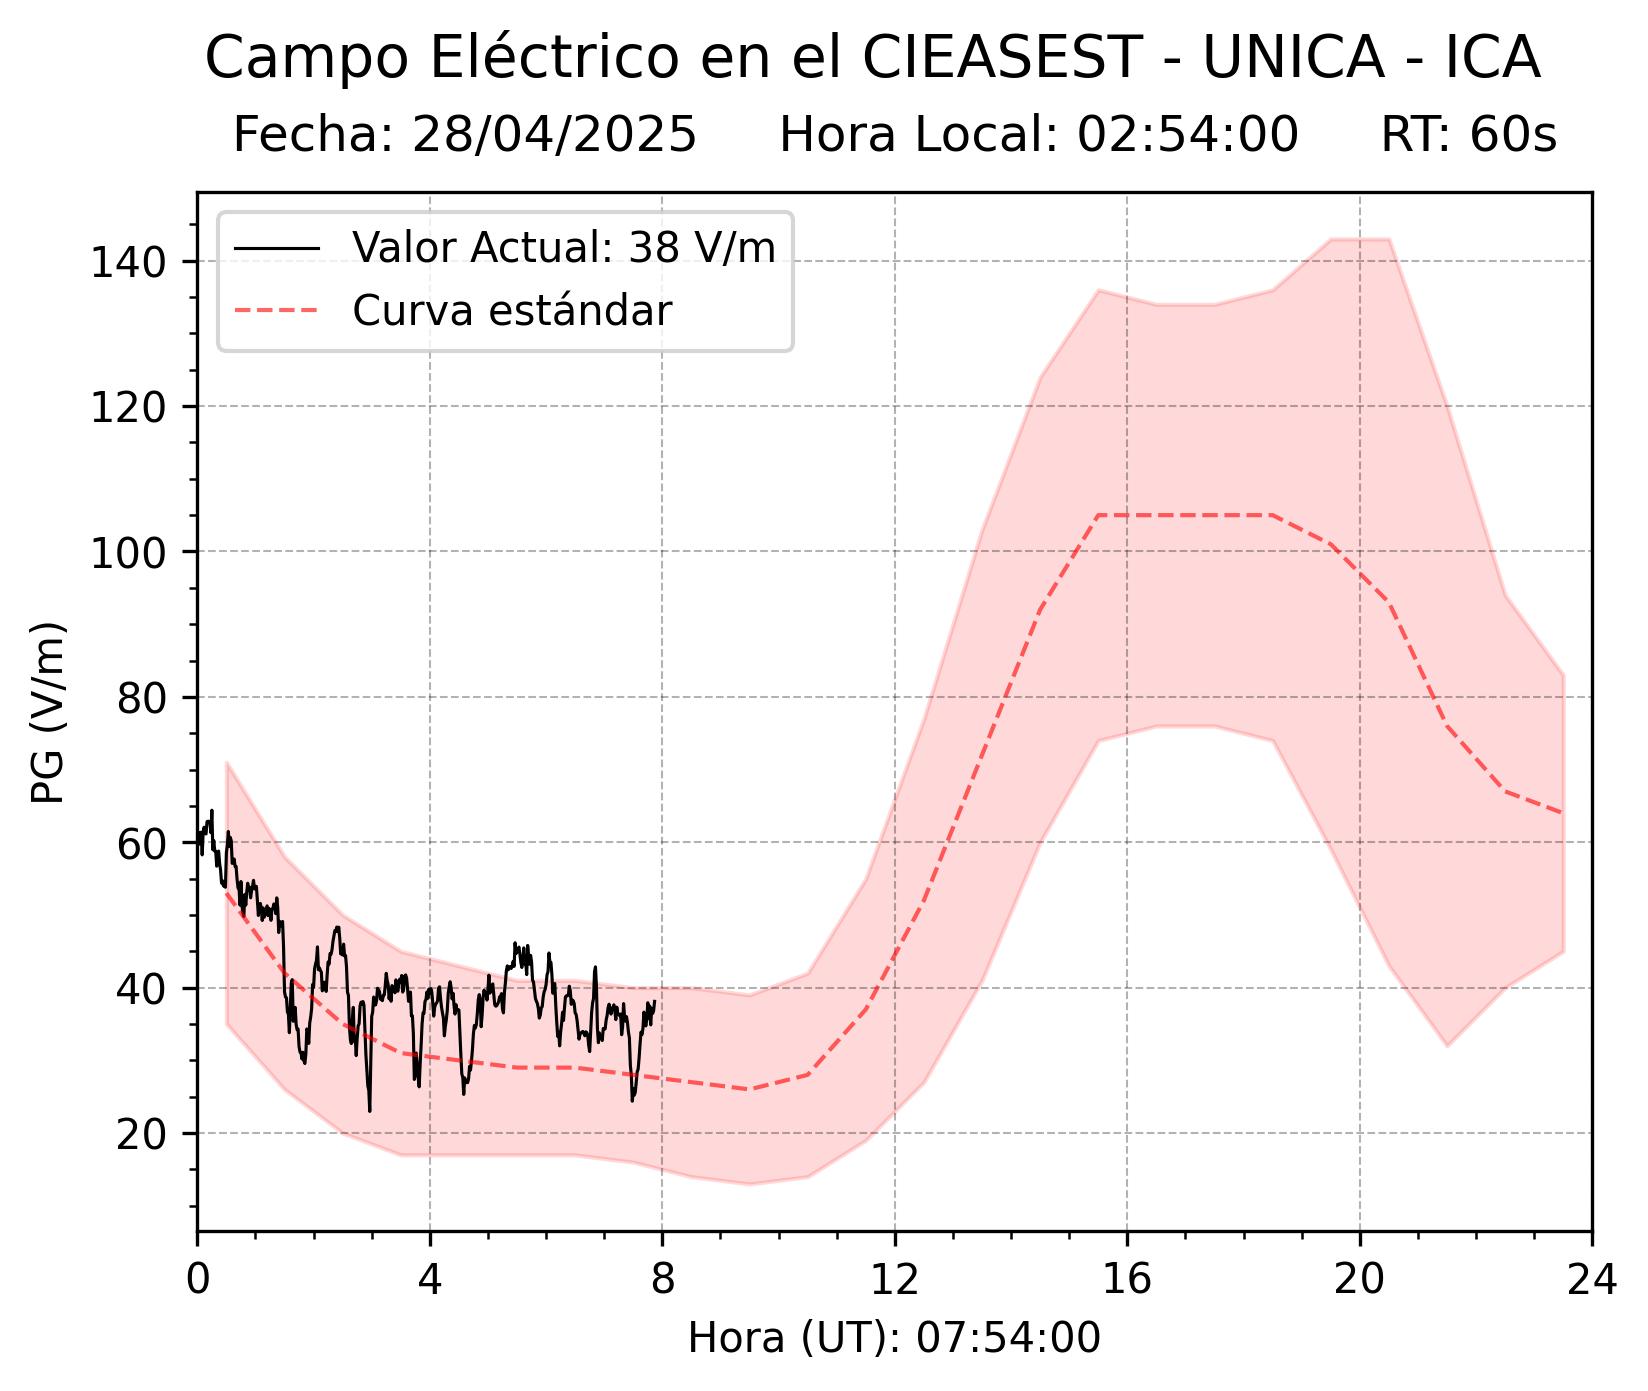 Campo Eléctrico en el CIEASEST - UNICA - ICA
Fecha: 28/04/2025 Hora Local: 02:54:00 RT: 60s
Valor Actual: 38 V/m
Curva estándar
PG (V/m)
140
120
100
80
60
40
20
0 4 8 12 16 20 24
Hora (UT): 07:54:00